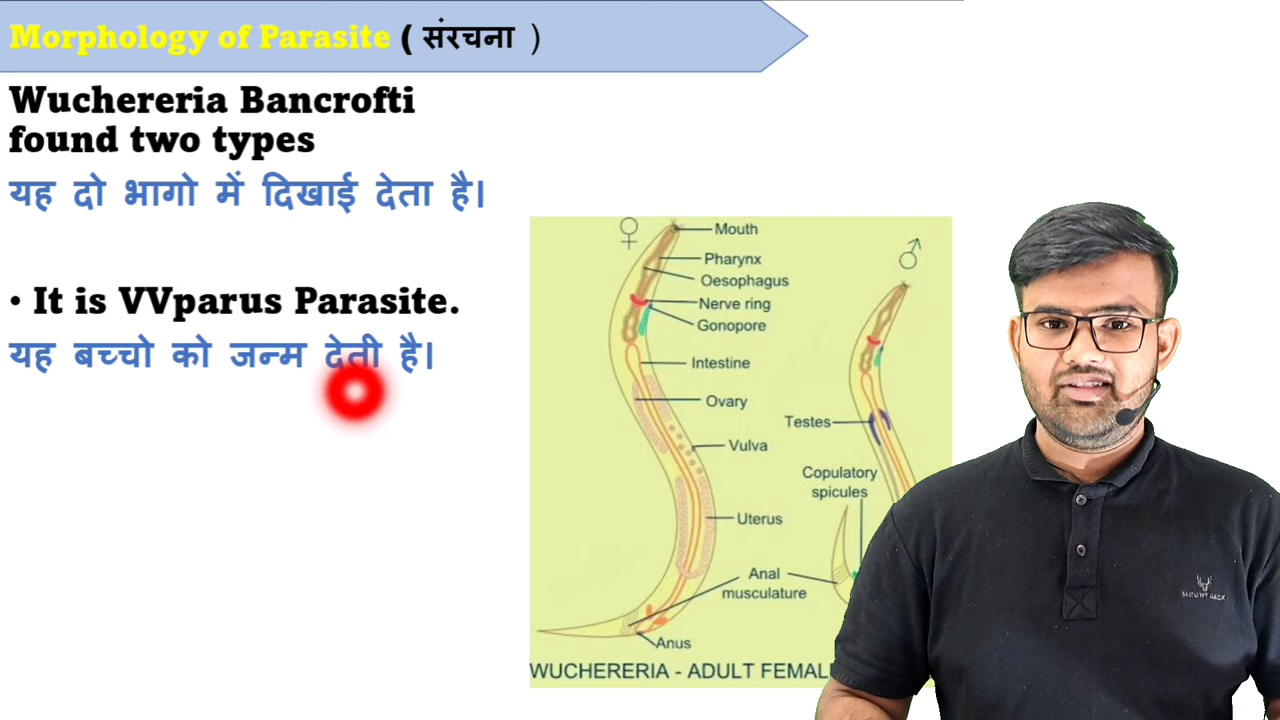 Morphology of Parasite ( संरचना )
Wuchereria Bancrofti
found two types
यह दो भागो में दिखाई देता है।
• It is VVparus Parasite.
यह बच्चो को जन्म देती है।
♀
Mouth
♂
Pharynx
Oesophagus
Nerve ring
Gonopore
Intestine
Ovary
Testes
Vulva
Copulatory
spicules
Uterus
Anal
musculature
Anus
WUCHERERIA - ADULT FEMAL